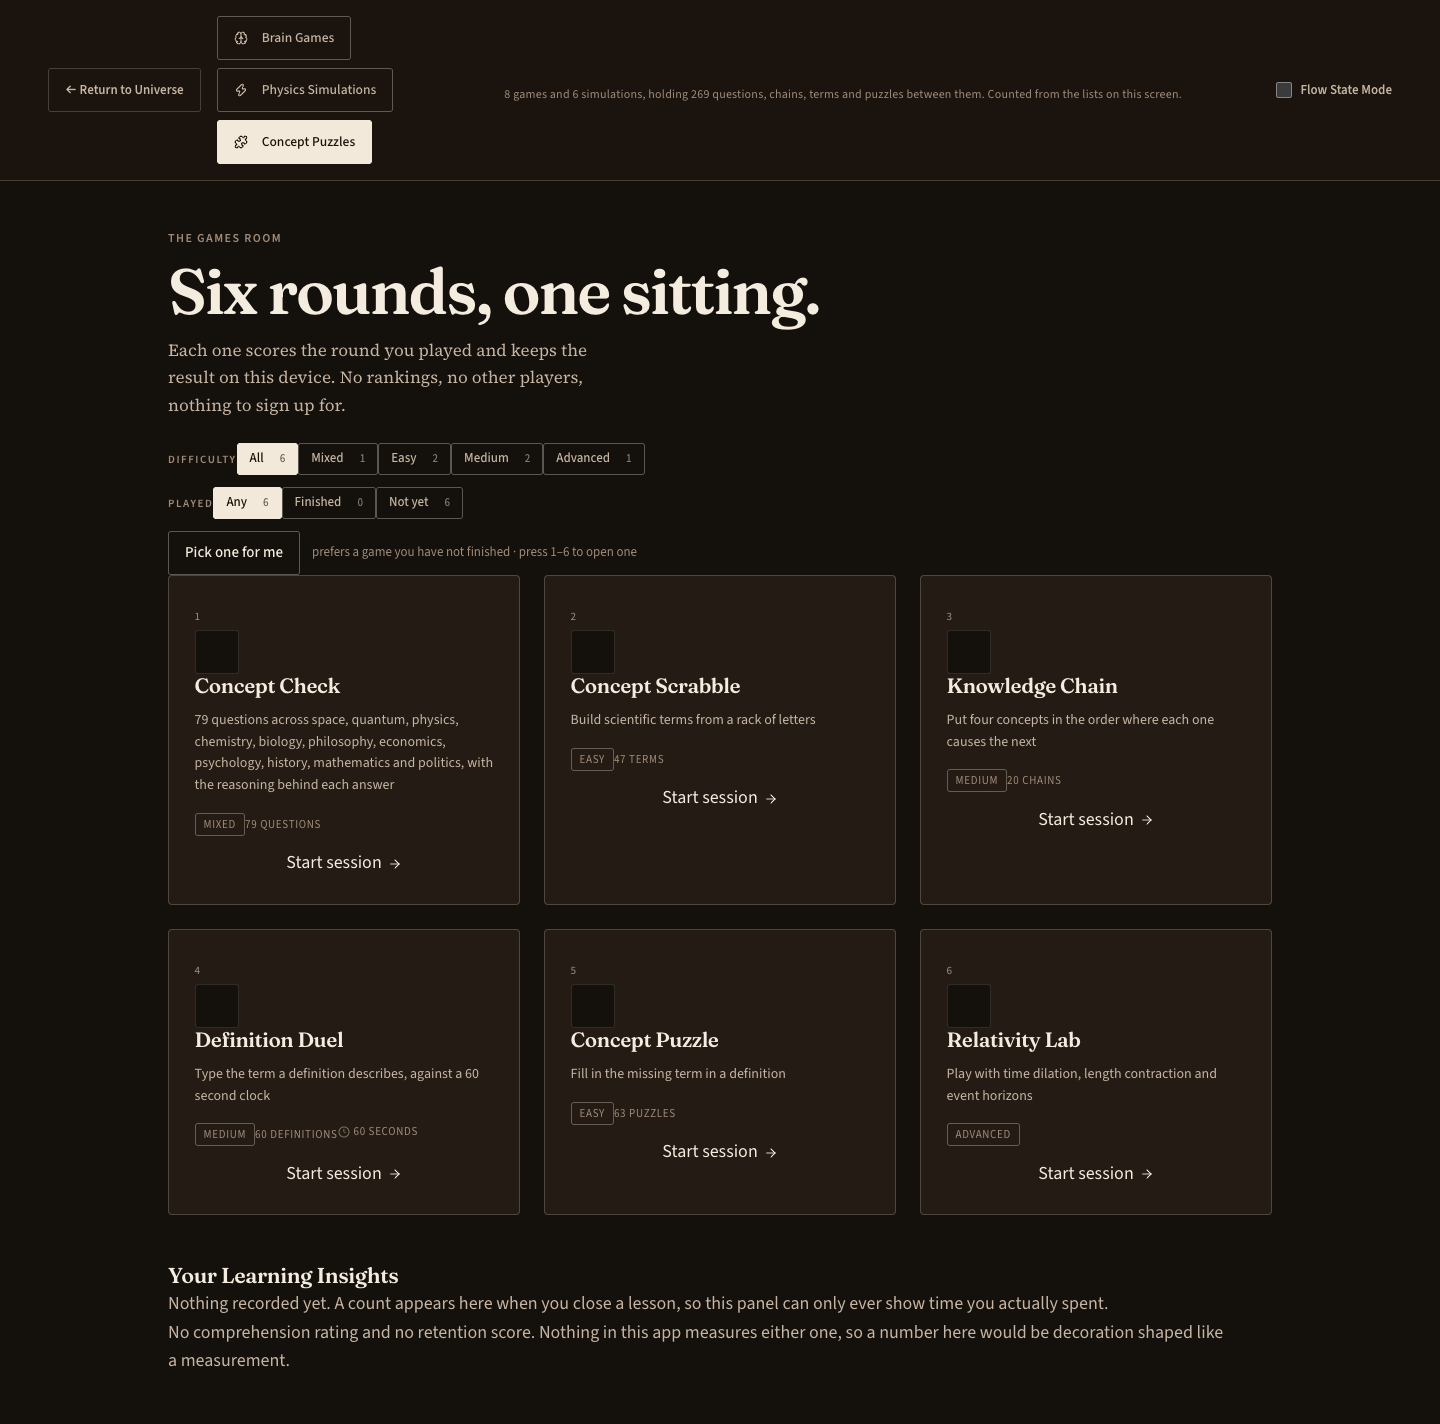 Brain Games
← Return to Universe
Physics Simulations
8 games and 6 simulations, holding 269 questions, chains, terms and puzzles between them. Counted from the lists on this screen.
Flow State Mode
Concept Puzzles
THE GAMES ROOM
Six rounds, one sitting.
Each one scores the round you played and keeps the
result on this device. No rankings, no other players,
nothing to sign up for.
DIFFICULTY All 6 Mixed 1 Easy 2 Medium 2 Advanced 1
PLAYED Any 6 Finished 0 Not yet 6
Pick one for me prefers a game you have not finished · press 1–6 to open one
1
Concept Check
79 questions across space, quantum, physics,
chemistry, biology, philosophy, economics,
psychology, history, mathematics and politics, with
the reasoning behind each answer
MIXED 79 QUESTIONS
Start session →
2
Concept Scrabble
Build scientific terms from a rack of letters
EASY 47 TERMS
Start session →
3
Knowledge Chain
Put four concepts in the order where each one
causes the next
MEDIUM 20 CHAINS
Start session →
4
Definition Duel
Type the term a definition describes, against a 60
second clock
MEDIUM 60 DEFINITIONS 60 SECONDS
Start session →
5
Concept Puzzle
Fill in the missing term in a definition
EASY 63 PUZZLES
Start session →
6
Relativity Lab
Play with time dilation, length contraction and
event horizons
ADVANCED
Start session →
Your Learning Insights
Nothing recorded yet. A count appears here when you close a lesson, so this panel can only ever show time you actually spent.
No comprehension rating and no retention score. Nothing in this app measures either one, so a number here would be decoration shaped like
a measurement.